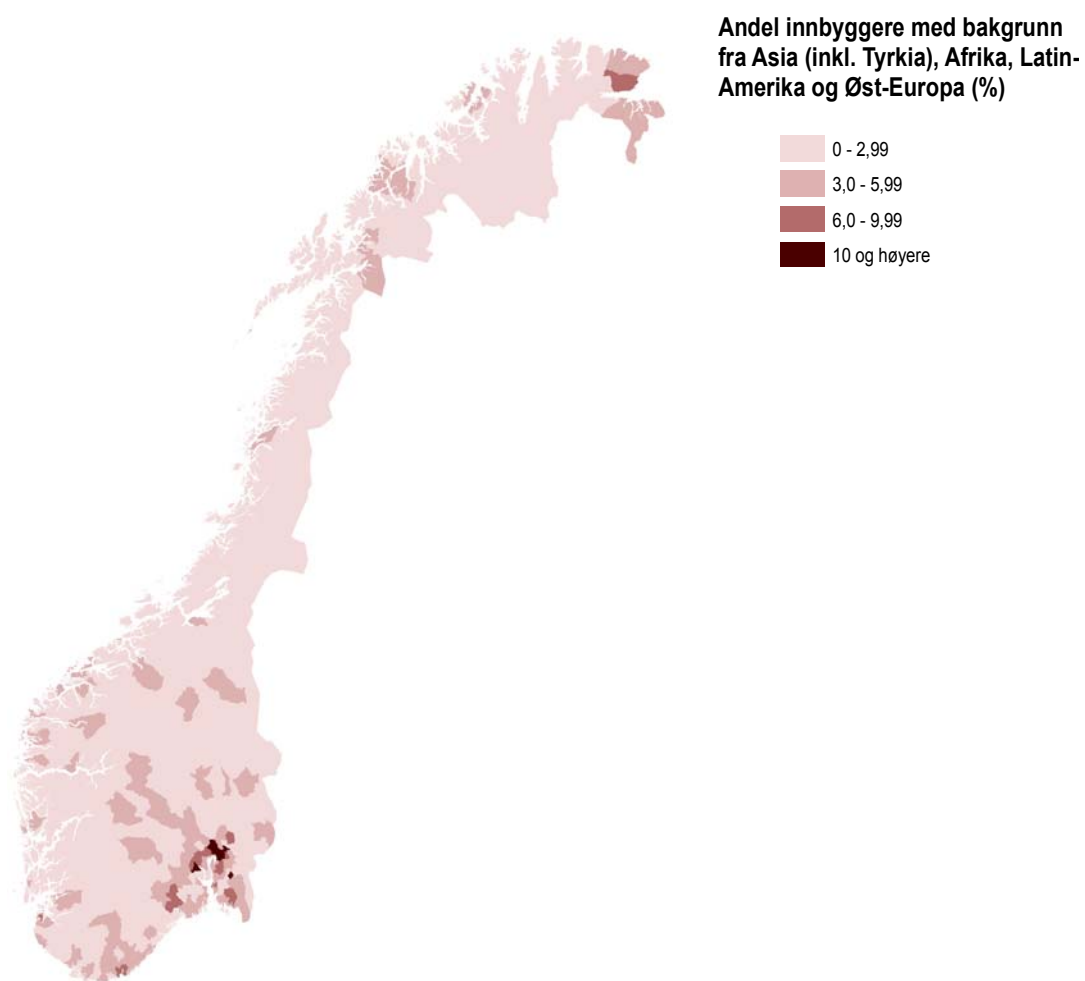 Andel innbyggere med bakgrunn
fra Asia (inkl. Tyrkia), Afrika, Latin-
Amerika og Øst-Europa (%)
0 - 2,99
3,0 - 5,99
6,0 - 9,99
10 og høyere